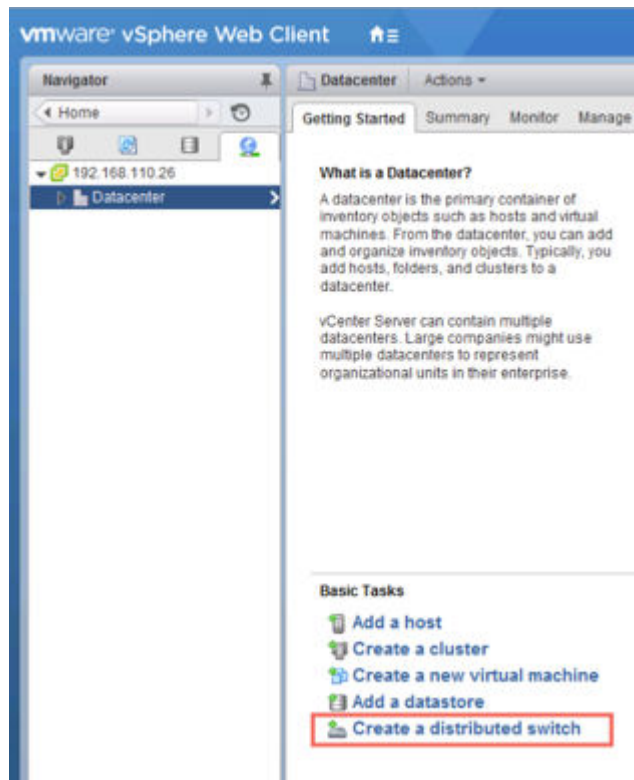 vmware® vSphere Web Client
Navigator
Home
192.168.110.26
Datacenter
Datacenter Actions
Getting Started Summary Monitor Manage
What is a Datacenter?
A datacenter is the primary container of
inventory objects such as hosts and virtual
machines. From the datacenter, you can add
and organize inventory objects. Typically, you
add hosts, folders, and clusters to a
datacenter.
vCenter Server can contain multiple
datacenters. Large companies might use
multiple datacenters to represent
organizational units in their enterprise.
Basic Tasks
Add a host
Create a cluster
Create a new virtual machine
Add a datastore
Create a distributed switch